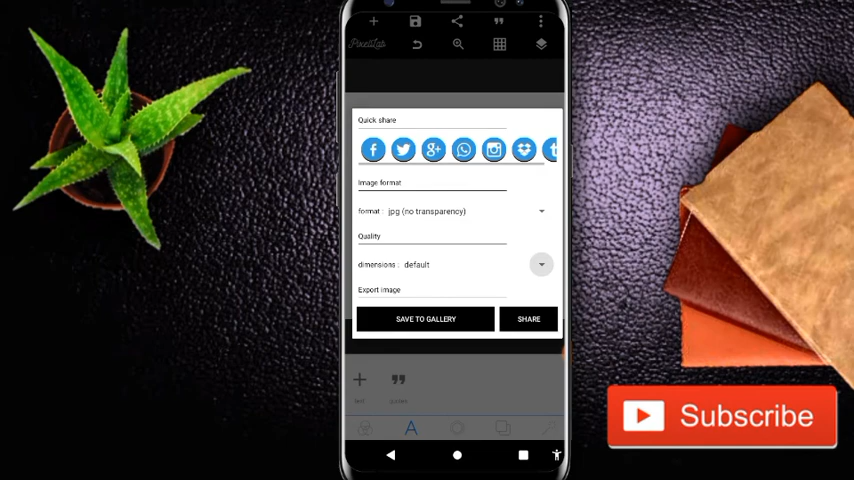 PixelLab
Quick share
Image format
format : jpg (no transparency)
Quality
dimensions : default
Export image
SAVE TO GALLERY
SHARE
text
Subscribe